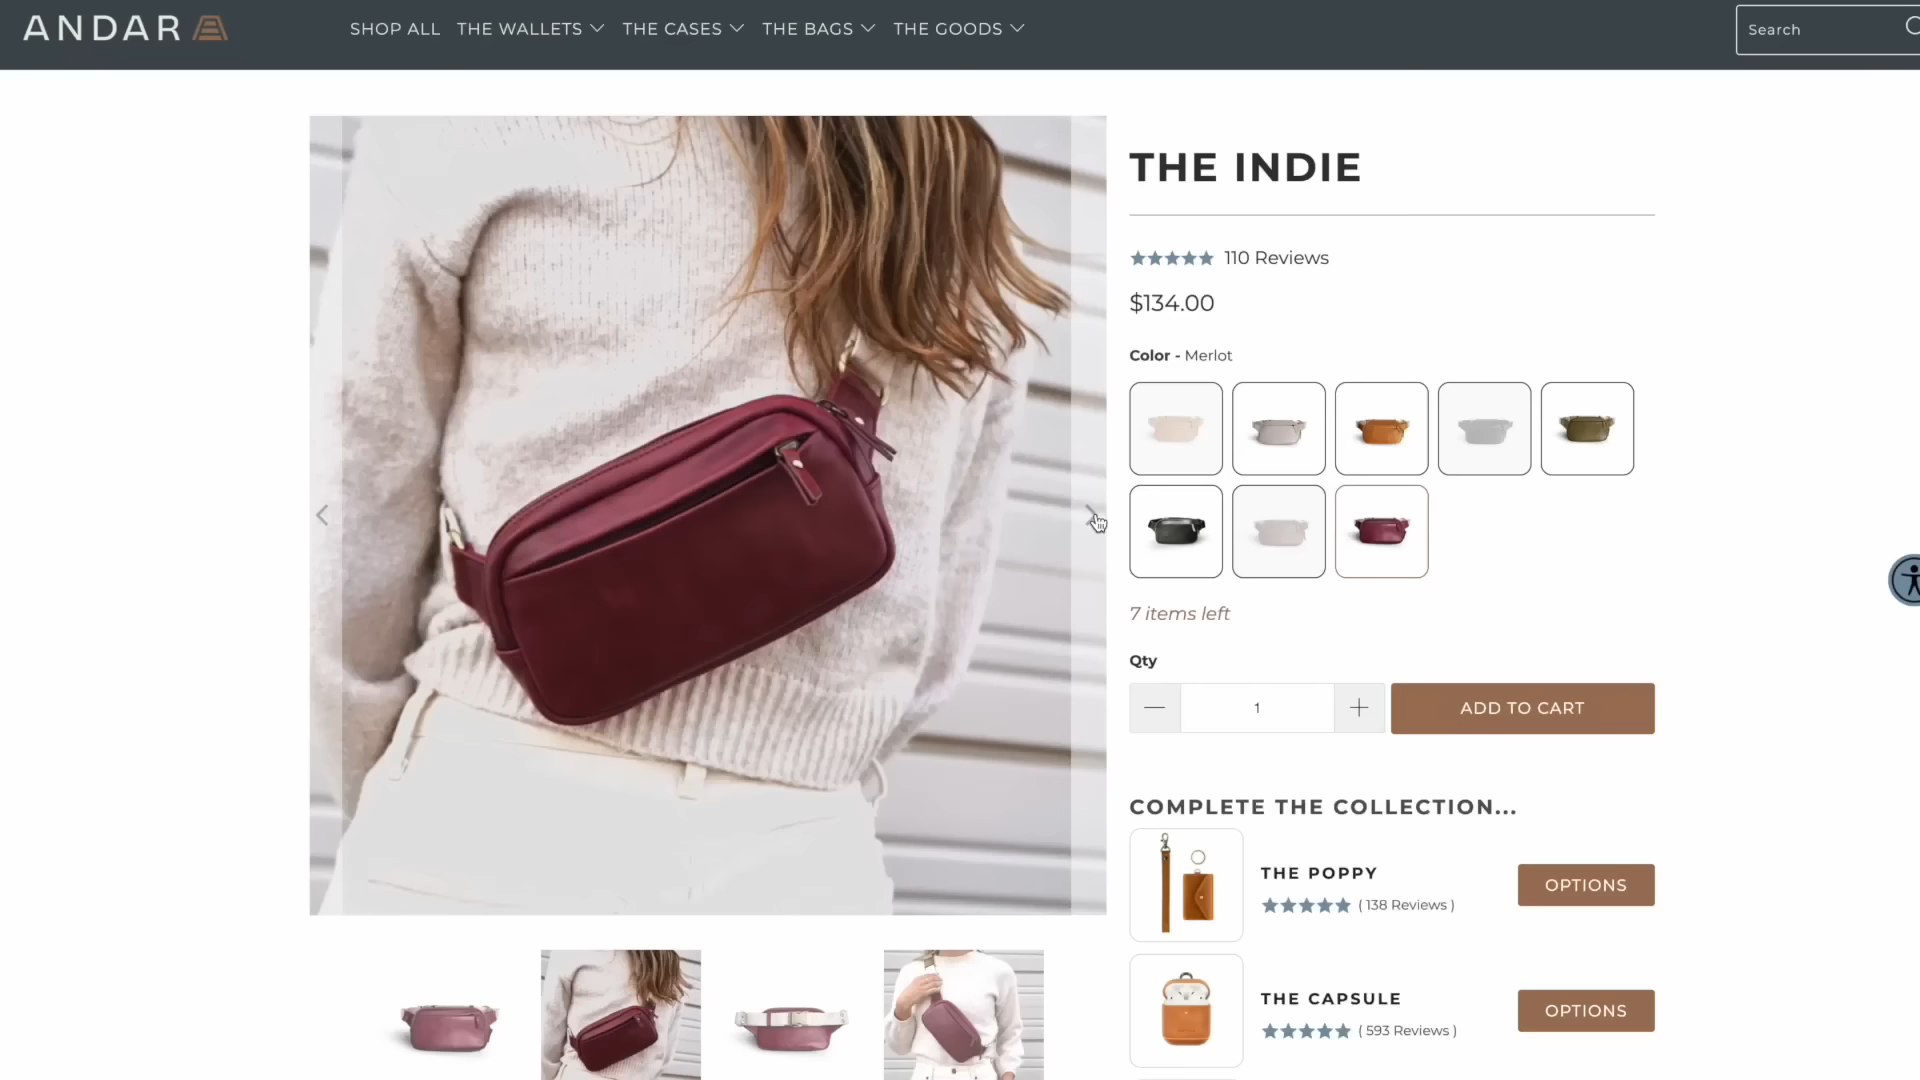 ANDAR
SHOP ALL THE WALLETS THE CASES THE BAGS THE GOODS
Search
THE INDIE
110 Reviews
$134.00
Color - Merlot
7 items left
Qty
1
ADD TO CART
COMPLETE THE COLLECTION...
THE POPPY
( 138 Reviews )
OPTIONS
THE CAPSULE
( 593 Reviews )
OPTIONS